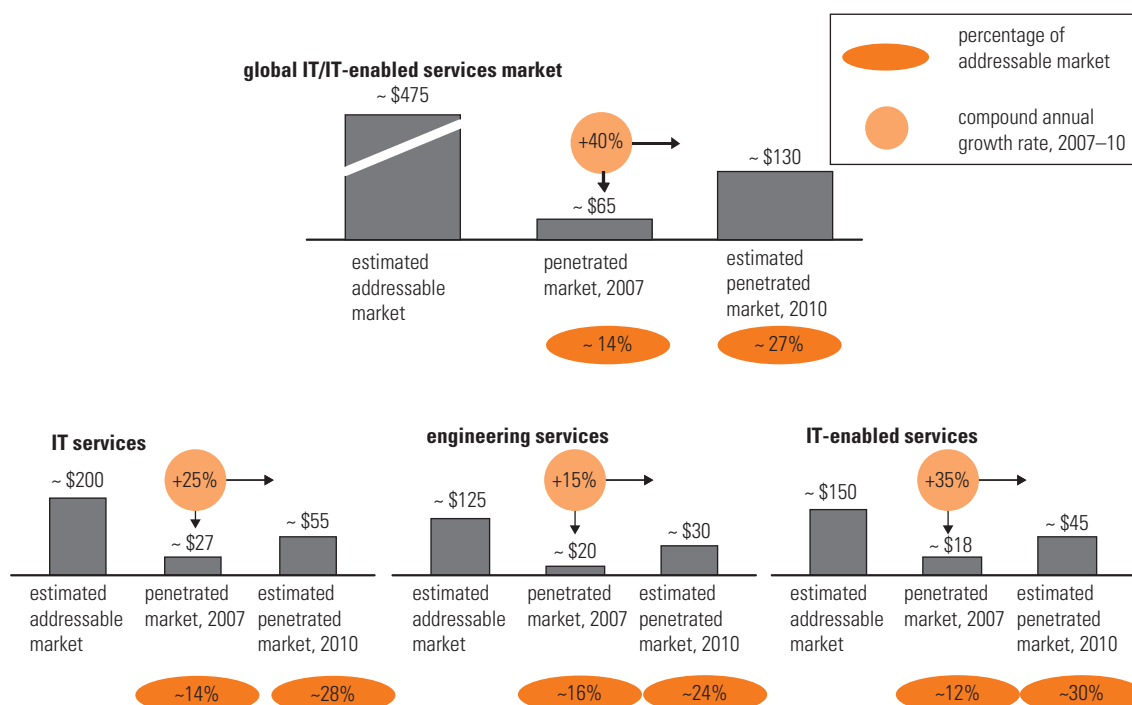 percentage of
addressable market
compound annual
growth rate, 2007–10
global IT/IT-enabled services market
~ $475
+40%
~ $65
~ $130
estimated
addressable
market
penetrated
market, 2007
estimated
penetrated
market, 2010
~ 14%
~ 27%
IT services
~ $200
+25%
~ $27
~ $55
estimated
addressable
market
penetrated
market, 2007
estimated
penetrated
market, 2010
~14%
~28%
engineering services
~ $125
+15%
~ $20
~ $30
estimated
addressable
market
penetrated
market, 2007
estimated
penetrated
market, 2010
~16%
~24%
IT-enabled services
~ $150
+35%
~ $18
~ $45
estimated
addressable
market
penetrated
market, 2007
estimated
penetrated
market, 2010
~12%
~30%